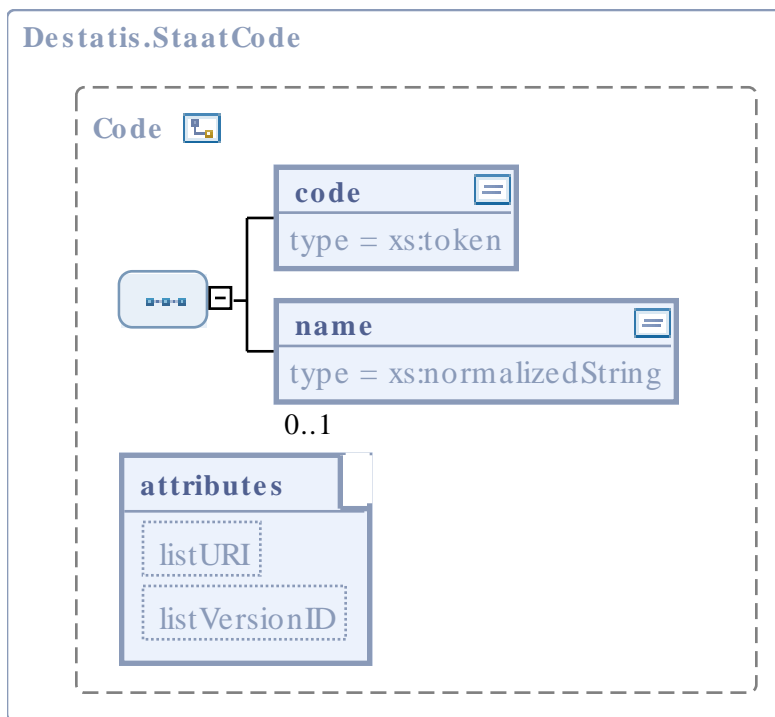 Destatis.StaatCode
Code
code
type = xs:token
name
type = xs:normalizedString
0..1
attributes
listURI
listVersionID